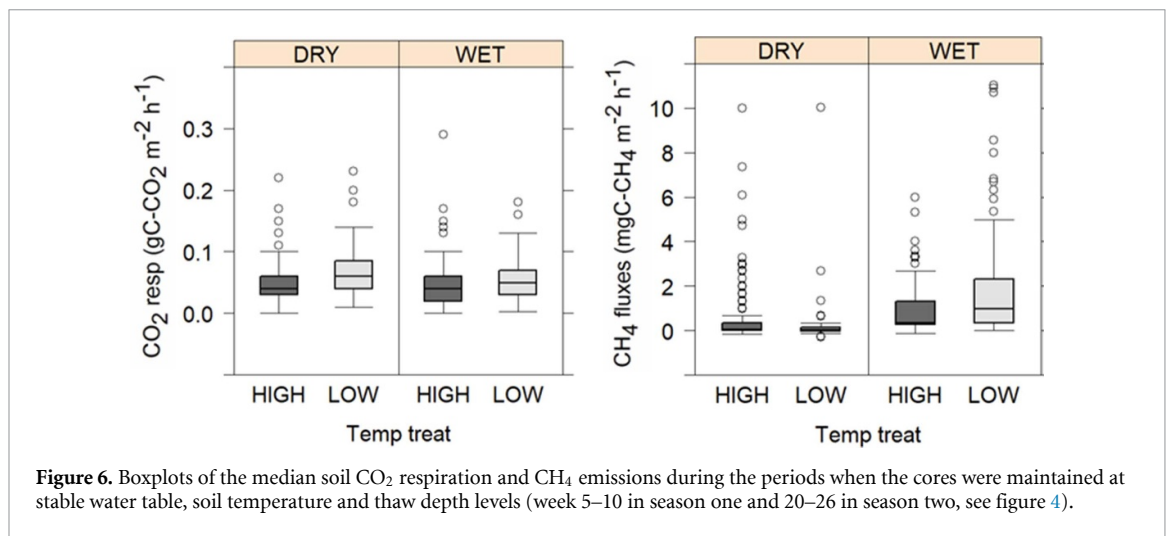 DRY WET
CO2 resp (gC-CO2 m-2 h-1)
0.3
0.2
0.1
0.0
HIGH LOW HIGH LOW
Temp treat
DRY WET
CH4 fluxes (mgC-CH4 m-2 h-1)
10
8
6
4
2
0
HIGH LOW HIGH LOW
Temp treat
Figure 6. Boxplots of the median soil CO2 respiration and CH4 emissions during the periods when the cores were maintained at
stable water table, soil temperature and thaw depth levels (week 5–10 in season one and 20–26 in season two, see figure 4).